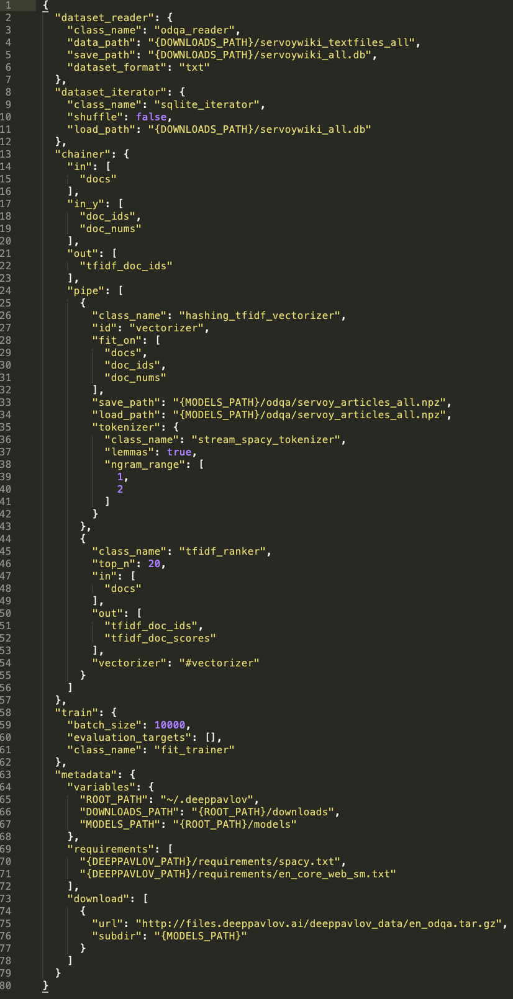 1 {
2   "dataset_reader": {
3     "class_name": "odqa_reader",
4     "data_path": "{DOWNLOADS_PATH}/servoywiki_textfiles_all",
5     "save_path": "{DOWNLOADS_PATH}/servoywiki_all.db",
6     "dataset_format": "txt"
7   },
8   "dataset_iterator": {
9     "class_name": "sqlite_iterator",
10     "shuffle": false,
11     "load_path": "{DOWNLOADS_PATH}/servoywiki_all.db"
12   },
13   "chainer": {
14     "in": [
15       "docs"
16     ],
17     "in_y": [
18       "doc_ids",
19       "doc_nums"
20     ],
21     "out": [
22       "tfidf_doc_ids"
23     ],
24     "pipe": [
25       {
26         "class_name": "hashing_tfidf_vectorizer",
27         "id": "vectorizer",
28         "fit_on": [
29           "docs",
30           "doc_ids",
31           "doc_nums"
32         ],
33         "save_path": "{MODELS_PATH}/odqa/servoy_articles_all.npz",
34         "load_path": "{MODELS_PATH}/odqa/servoy_articles_all.npz",
35         "tokenizer": {
36           "class_name": "stream_spacy_tokenizer",
37           "lemmas": true,
38           "ngram_range": [
39             1,
40             2
41           ]
42         }
43       },
44       {
45         "class_name": "tfidf_ranker",
46         "top_n": 20,
47         "in": [
48           "docs"
49         ],
50         "out": [
51           "tfidf_doc_ids",
52           "tfidf_doc_scores"
53         ],
54         "vectorizer": "#vectorizer"
55       }
56     ]
57   },
58   "train": {
59     "batch_size": 10000,
60     "evaluation_targets": [],
61     "class_name": "fit_trainer"
62   },
63   "metadata": {
64     "variables": {
65       "ROOT_PATH": "~/.deeppavlov",
66       "DOWNLOADS_PATH": "{ROOT_PATH}/downloads",
67       "MODELS_PATH": "{ROOT_PATH}/models"
68     },
69     "requirements": [
70       "{DEEPPAVLOV_PATH}/requirements/spacy.txt",
71       "{DEEPPAVLOV_PATH}/requirements/en_core_web_sm.txt"
72     ],
73     "download": [
74       {
75         "url": "http://files.deeppavlov.ai/deeppavlov_data/en_odqa.tar.gz",
76         "subdir": "{MODELS_PATH}"
77       }
78     ]
79   }
80 }